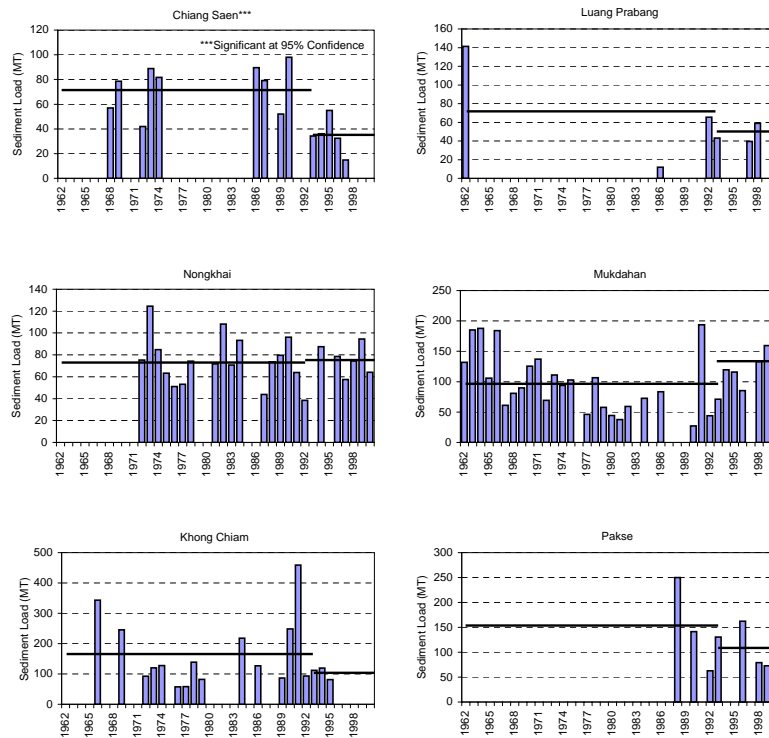 Chiang Saen***
***Significant at 95% Confidence
Sediment Load (MT)
120
100
80
60
40
20
0
1962 1965 1968 1971 1974 1977 1980 1983 1986 1989 1992 1995 1998
Luang Prabang
Sediment Load (MT)
160
140
120
100
80
60
40
20
0
1962 1965 1968 1971 1974 1977 1980 1983 1986 1989 1992 1995 1998
Nongkhai
Sediment Load (MT)
140
120
100
80
60
40
20
0
1962 1965 1968 1971 1974 1977 1980 1983 1986 1989 1992 1995 1998
Mukdahan
Sediment Load (MT)
250
200
150
100
50
0
1962 1965 1968 1971 1974 1977 1980 1983 1986 1989 1992 1995 1998
Khong Chiam
Sediment Load (MT)
500
400
300
200
100
0
1962 1965 1968 1971 1974 1977 1980 1983 1986 1989 1992 1995 1998
Pakse
Sediment Load (MT)
300
250
200
150
100
50
0
1962 1965 1968 1971 1974 1977 1980 1983 1986 1989 1992 1995 1998